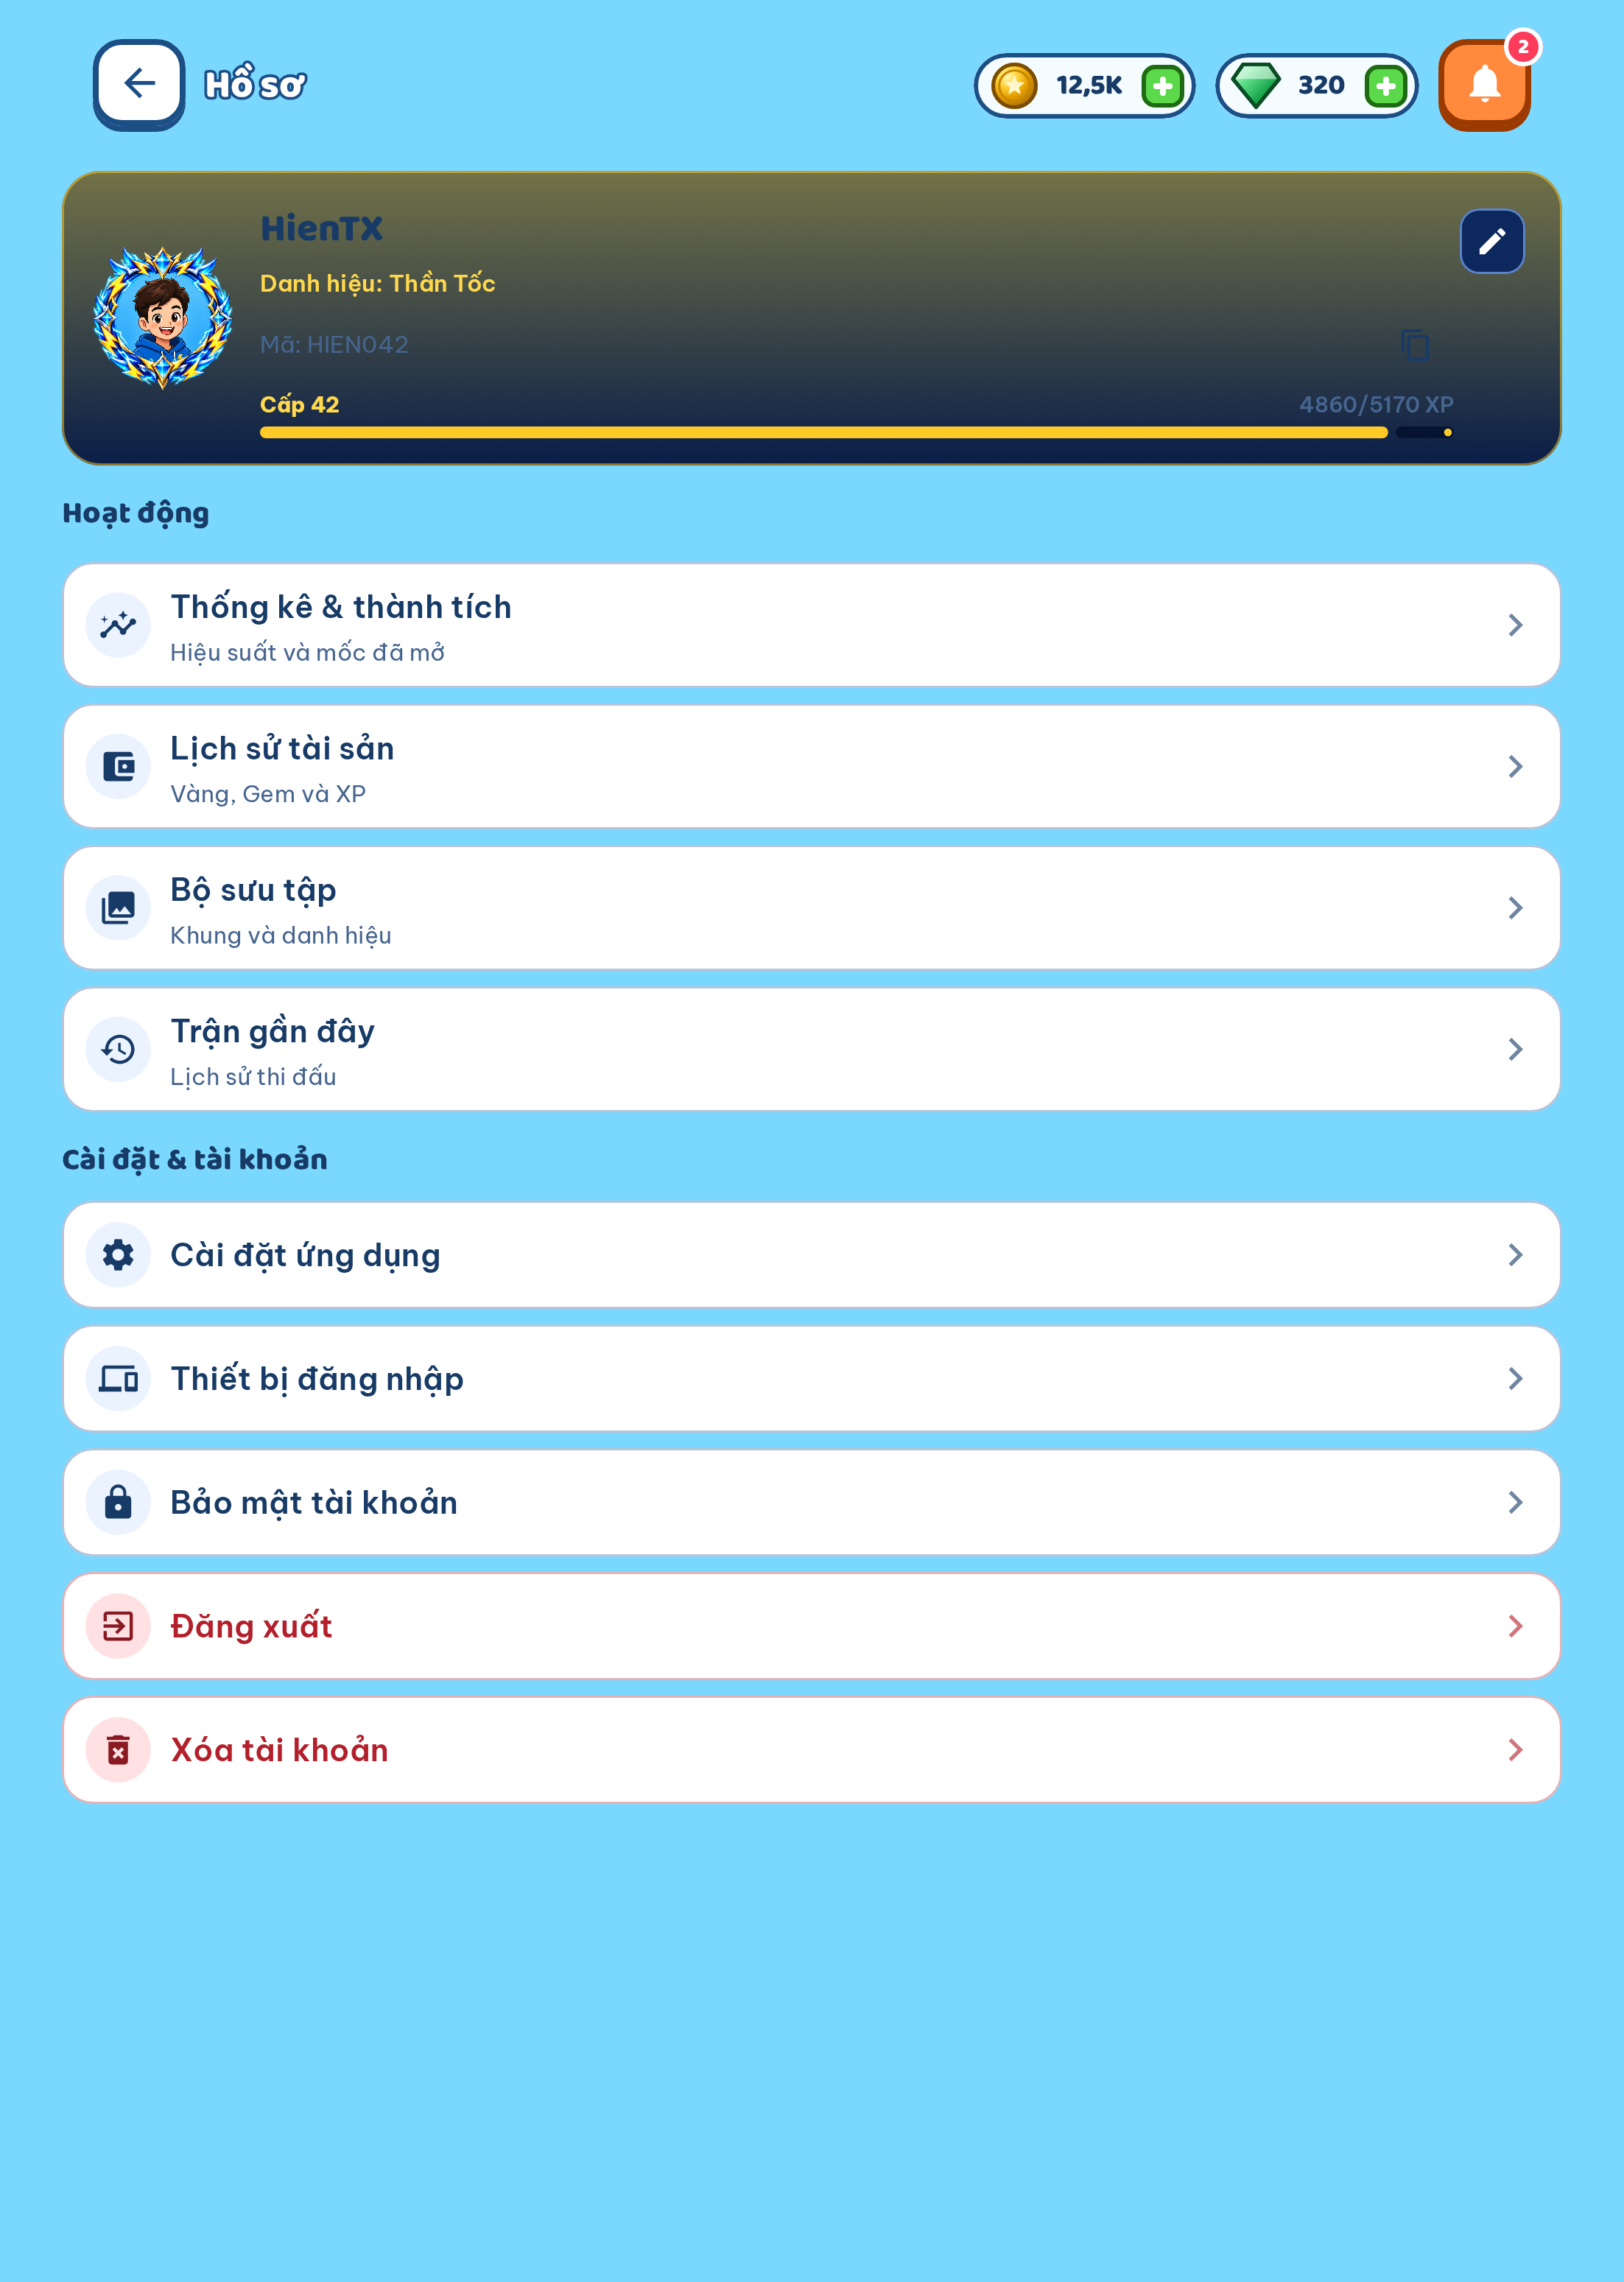 Hồ sơ
12,5K
320
2
HienTX
Danh hiệu: Thần Tốc
Mã: HIEN042
Cấp 42
4860/5170 XP
Hoạt động
Thống kê & thành tích
Hiệu suất và mốc đã mở
Lịch sử tài sản
Vàng, Gem và XP
Bộ sưu tập
Khung và danh hiệu
Trận gần đây
Lịch sử thi đấu
Cài đặt & tài khoản
Cài đặt ứng dụng
Thiết bị đăng nhập
Bảo mật tài khoản
Đăng xuất
Xóa tài khoản